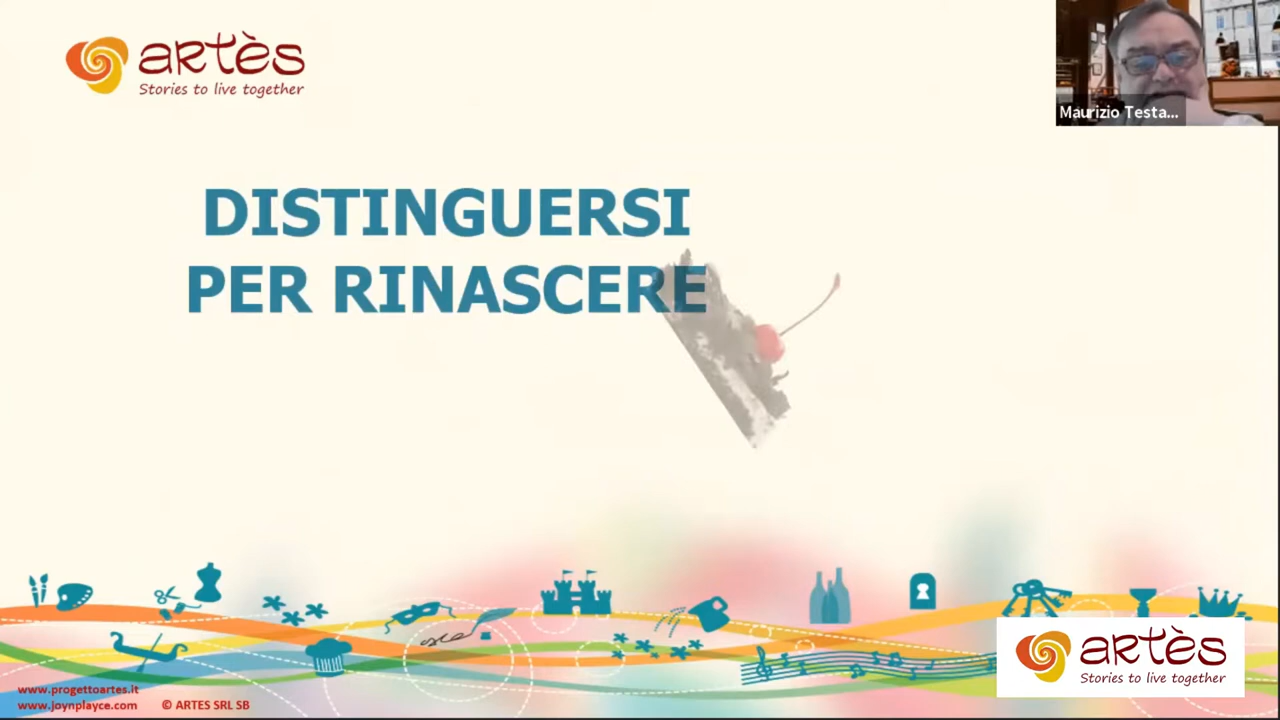 artès
Stories to live together
Maurizio Testa...
DISTINGUERSI
PER RINASCERE
www.progettoartes.it
www.joynplayce.com
© ARTES SRL SB
artès
Stories to live together